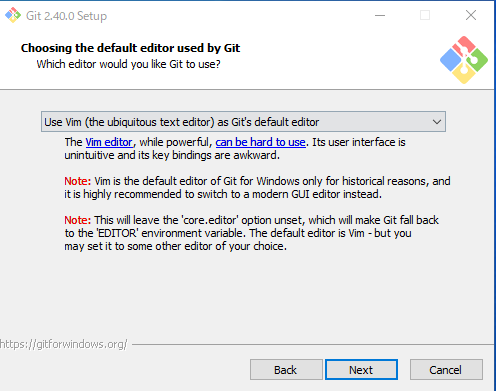 Git 2.40.0 Setup
Choosing the default editor used by Git
Which editor would you like Git to use?
Use Vim (the ubiquitous text editor) as Git's default editor
The Vim editor, while powerful, can be hard to use. Its user interface is
unintuitive and its key bindings are awkward.
Note: Vim is the default editor of Git for Windows only for historical reasons, and
it is highly recommended to switch to a modern GUI editor instead.
Note: This will leave the 'core.editor' option unset, which will make Git fall back
to the 'EDITOR' environment variable. The default editor is Vim - but you
may set it to some other editor of your choice.
https://gitforwindows.org/
Back
Next
Cancel